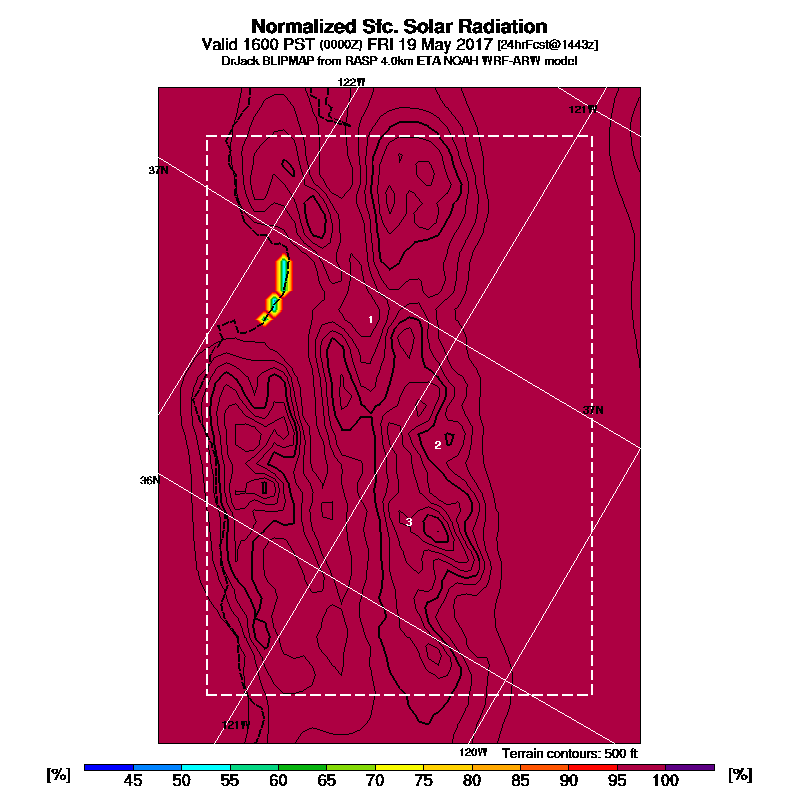 Normalized Sfc. Solar Radiation
Valid 1600 PST (0000Z) FRI 19 May 2017 [24hrFcst@1443z]
DrJack BLIPMAP from RASP 4.0km ETA NOAH WRF-ARW model
122W
121W
37N
1
37N
2
36N
3
121W
120W Terrain contours: 500 ft
[%] 45 50 55 60 65 70 75 80 85 90 95 100 [%]